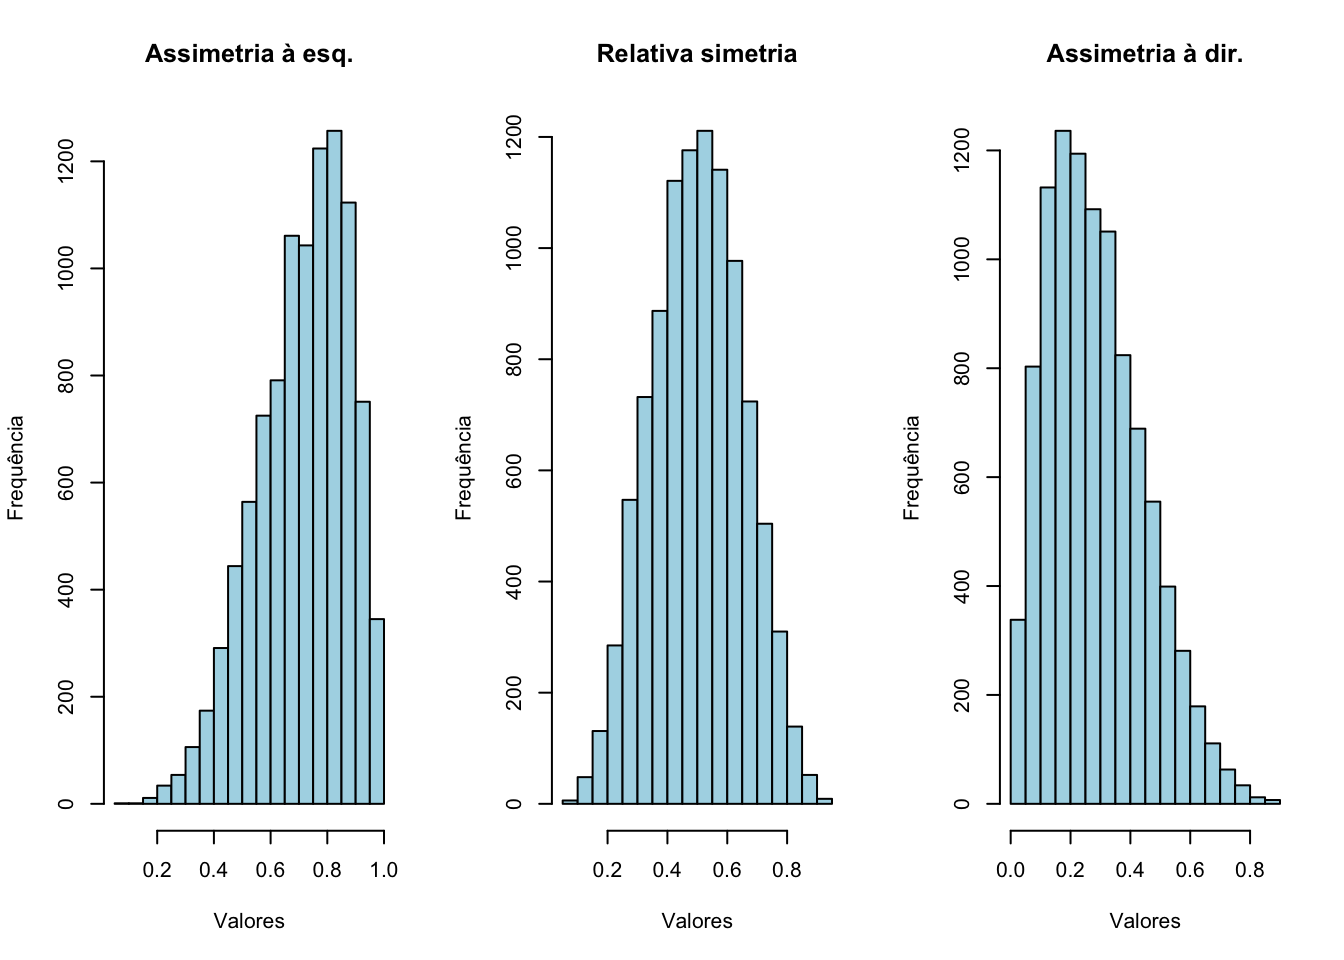 Assimetria à esq.
Frequência
1200
1000
800
600
400
200
0
0.2 0.4 0.6 0.8 1.0
Valores
Relativa simetria
Frequência
1200
1000
800
600
400
200
0
0.2 0.4 0.6 0.8
Valores
Assimetria à dir.
Frequência
1200
1000
800
600
400
200
0
0.0 0.2 0.4 0.6 0.8
Valores